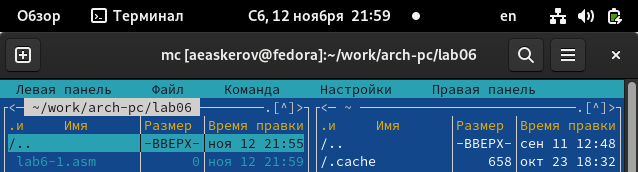 Обзор Терминал Сб, 12 ноября 21:59 en
mc [aeaskerov@fedora]:~/work/arch-pc/lab06
Левая панель Файл Команда Настройки Правая панель
~/work/arch-pc/lab06 .[^]> ~ .[^]>
.и Имя Размер Время правки .и Имя Размер Время правки
/.. -ВВЕРХ- ноя 12 21:55 /.. -ВВЕРХ- сен 11 12:48
lab6-1.asm 0 ноя 12 21:59 /.cache 658 окт 23 18:32